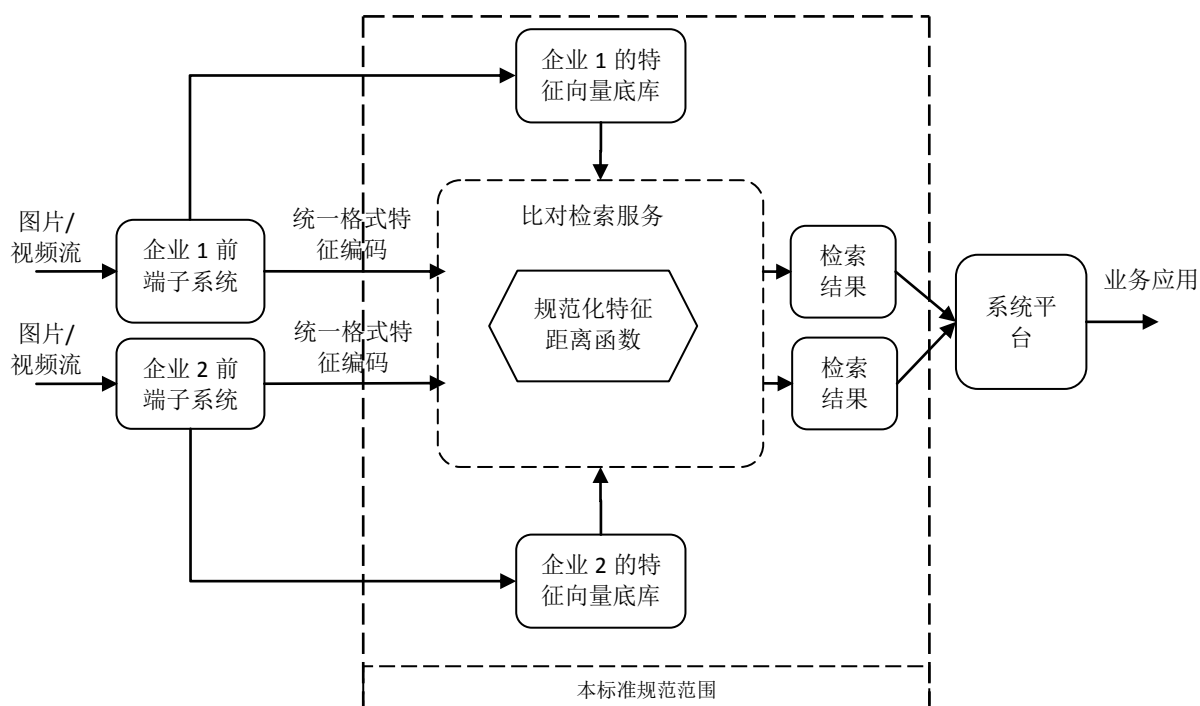 企业 1 的特
征向量底库
图片/
视频流
企业 1 前
端子系统
统一格式特
征编码
比对检索服务
规范化特征
距离函数
检索
结果
系统平
台
业务应用
图片/
视频流
企业 2 前
端子系统
统一格式特
征编码
检索
结果
企业 2 的特
征向量底库
本标准规范范围